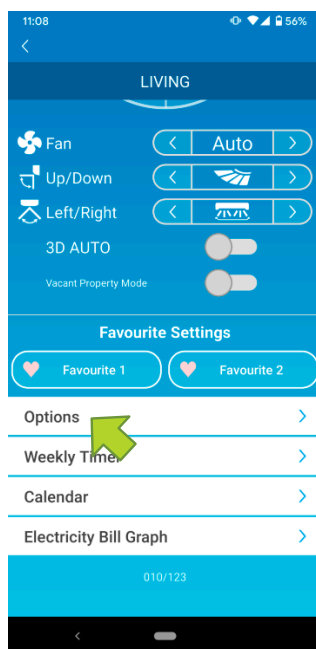 11:08 56%
LIVING
Fan Auto
Up/Down
Left/Right
3D AUTO
Vacant Property Mode
Favourite Settings
Favourite 1 Favourite 2
Options
Weekly Timer
Calendar
Electricity Bill Graph
010/123